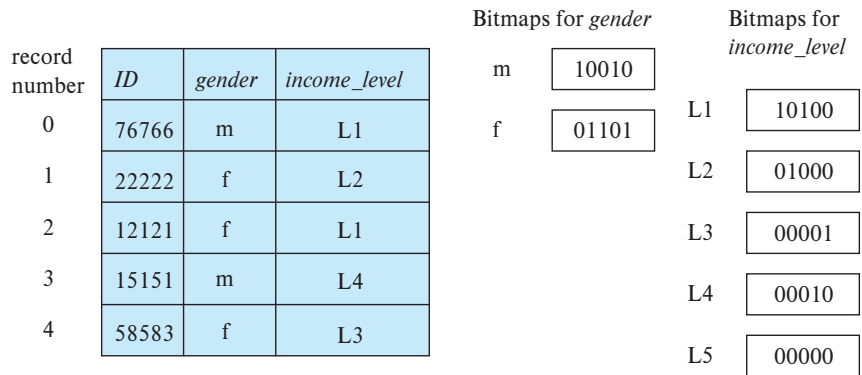 record
number
ID gender income_level
0 76766 m L1
1 22222 f L2
2 12121 f L1
3 15151 m L4
4 58583 f L3
Bitmaps for gender
m 10010
f 01101
Bitmaps for
income_level
L1 10100
L2 01000
L3 00001
L4 00010
L5 00000